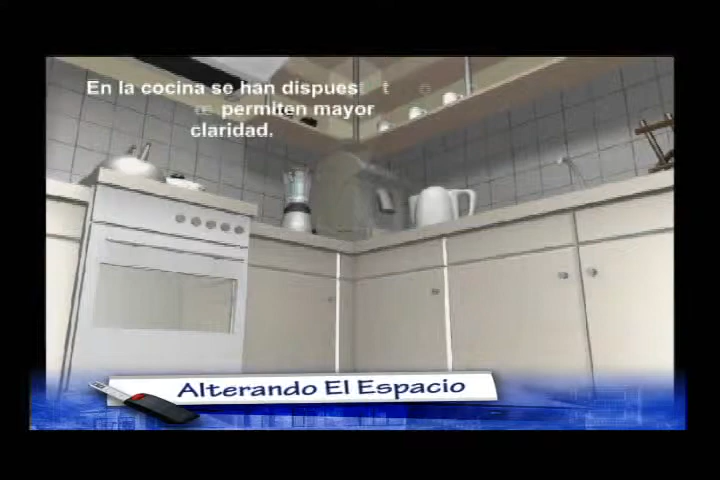 En la cocina se han dispues
permiten mayor
claridad.
Alterando El Espacio